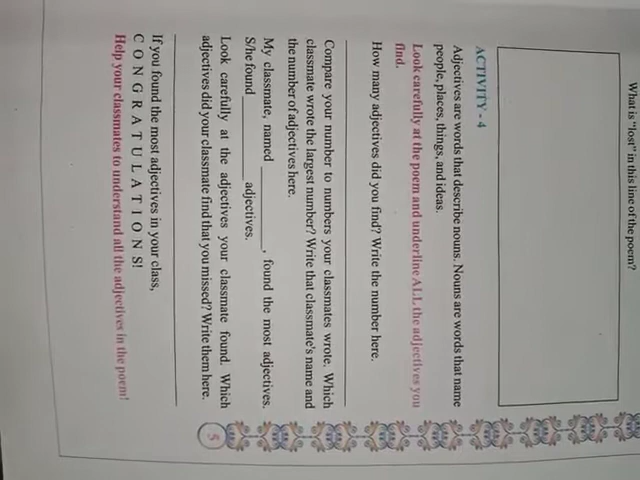 What is "lost" in this line of the poem?
ACTIVITY - 4
Adjectives are words that describe nouns. Nouns are words that name
people, places, things, and ideas.
Look carefully at the poem and underline ALL the adjectives you
find.
How many adjectives did you find? Write the number here.
Compare your number to numbers your classmates wrote. Which
classmate wrote the largest number? Write that classmate's name and
the number of adjectives here.
My classmate, named ________, found the most adjectives.
S/he found ________ adjectives.
Look carefully at the adjectives your classmate found. Which
adjectives did your classmate find that you missed? Write them here.
If you found the most adjectives in your class,
C O N G R A T U L A T I O N S!
Help your classmates to understand all the adjectives in the poem!
5